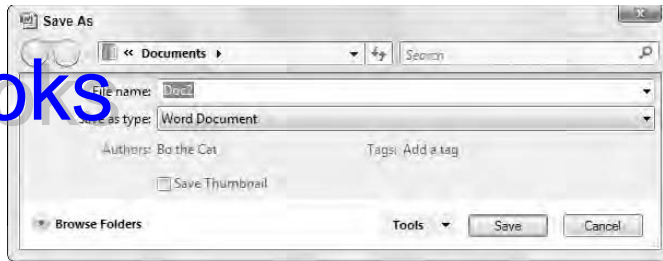 Save As
« Documents
Search
File name: Doc2
Save as type: Word Document
oks
Authors: Bo the Cat Tags: Add a tag
Save Thumbnail
Browse Folders Tools Save Cancel